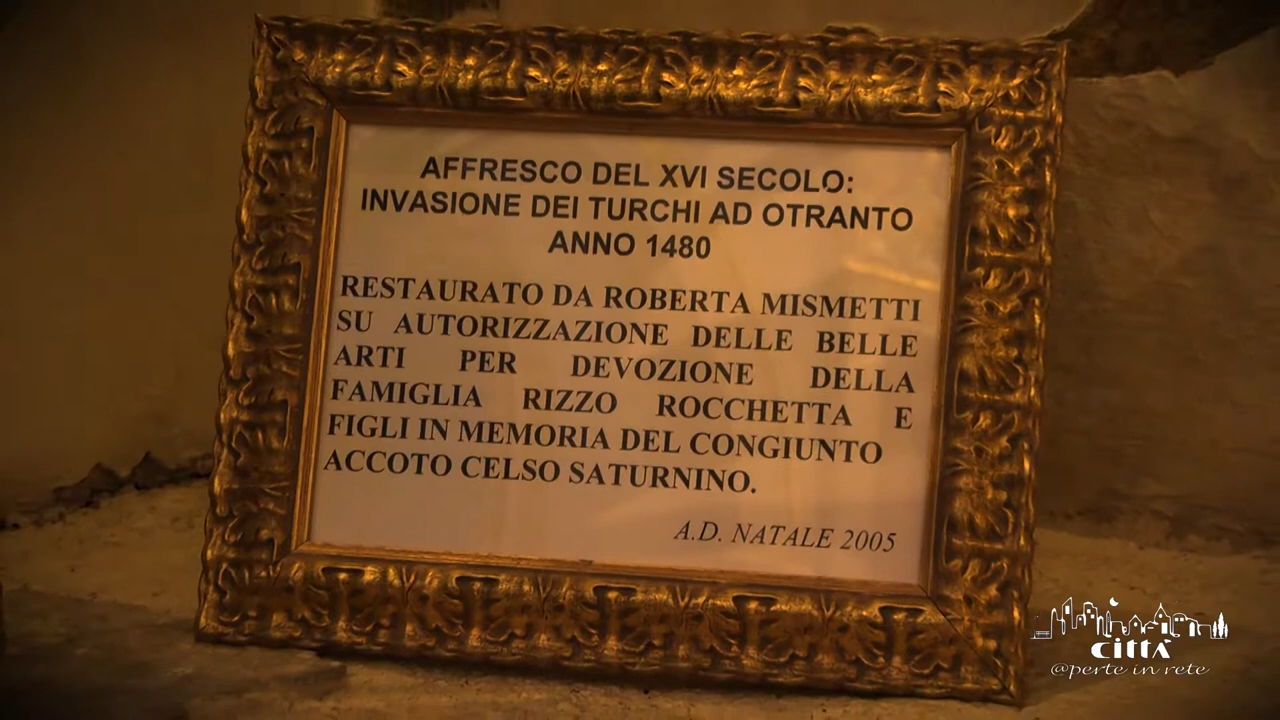 AFFRESCO DEL XVI SECOLO:
INVASIONE DEI TURCHI AD OTRANTO
ANNO 1480
RESTAURATO DA ROBERTA MISMETTI
SU AUTORIZZAZIONE DELLE BELLE
ARTI PER DEVOZIONE DELLA
FAMIGLIA RIZZO ROCCHETTA E
FIGLI IN MEMORIA DEL CONGIUNTO
ACCOTO CELSO SATURNINO.
A.D. NATALE 2005
CITTÀ
@perte in rete